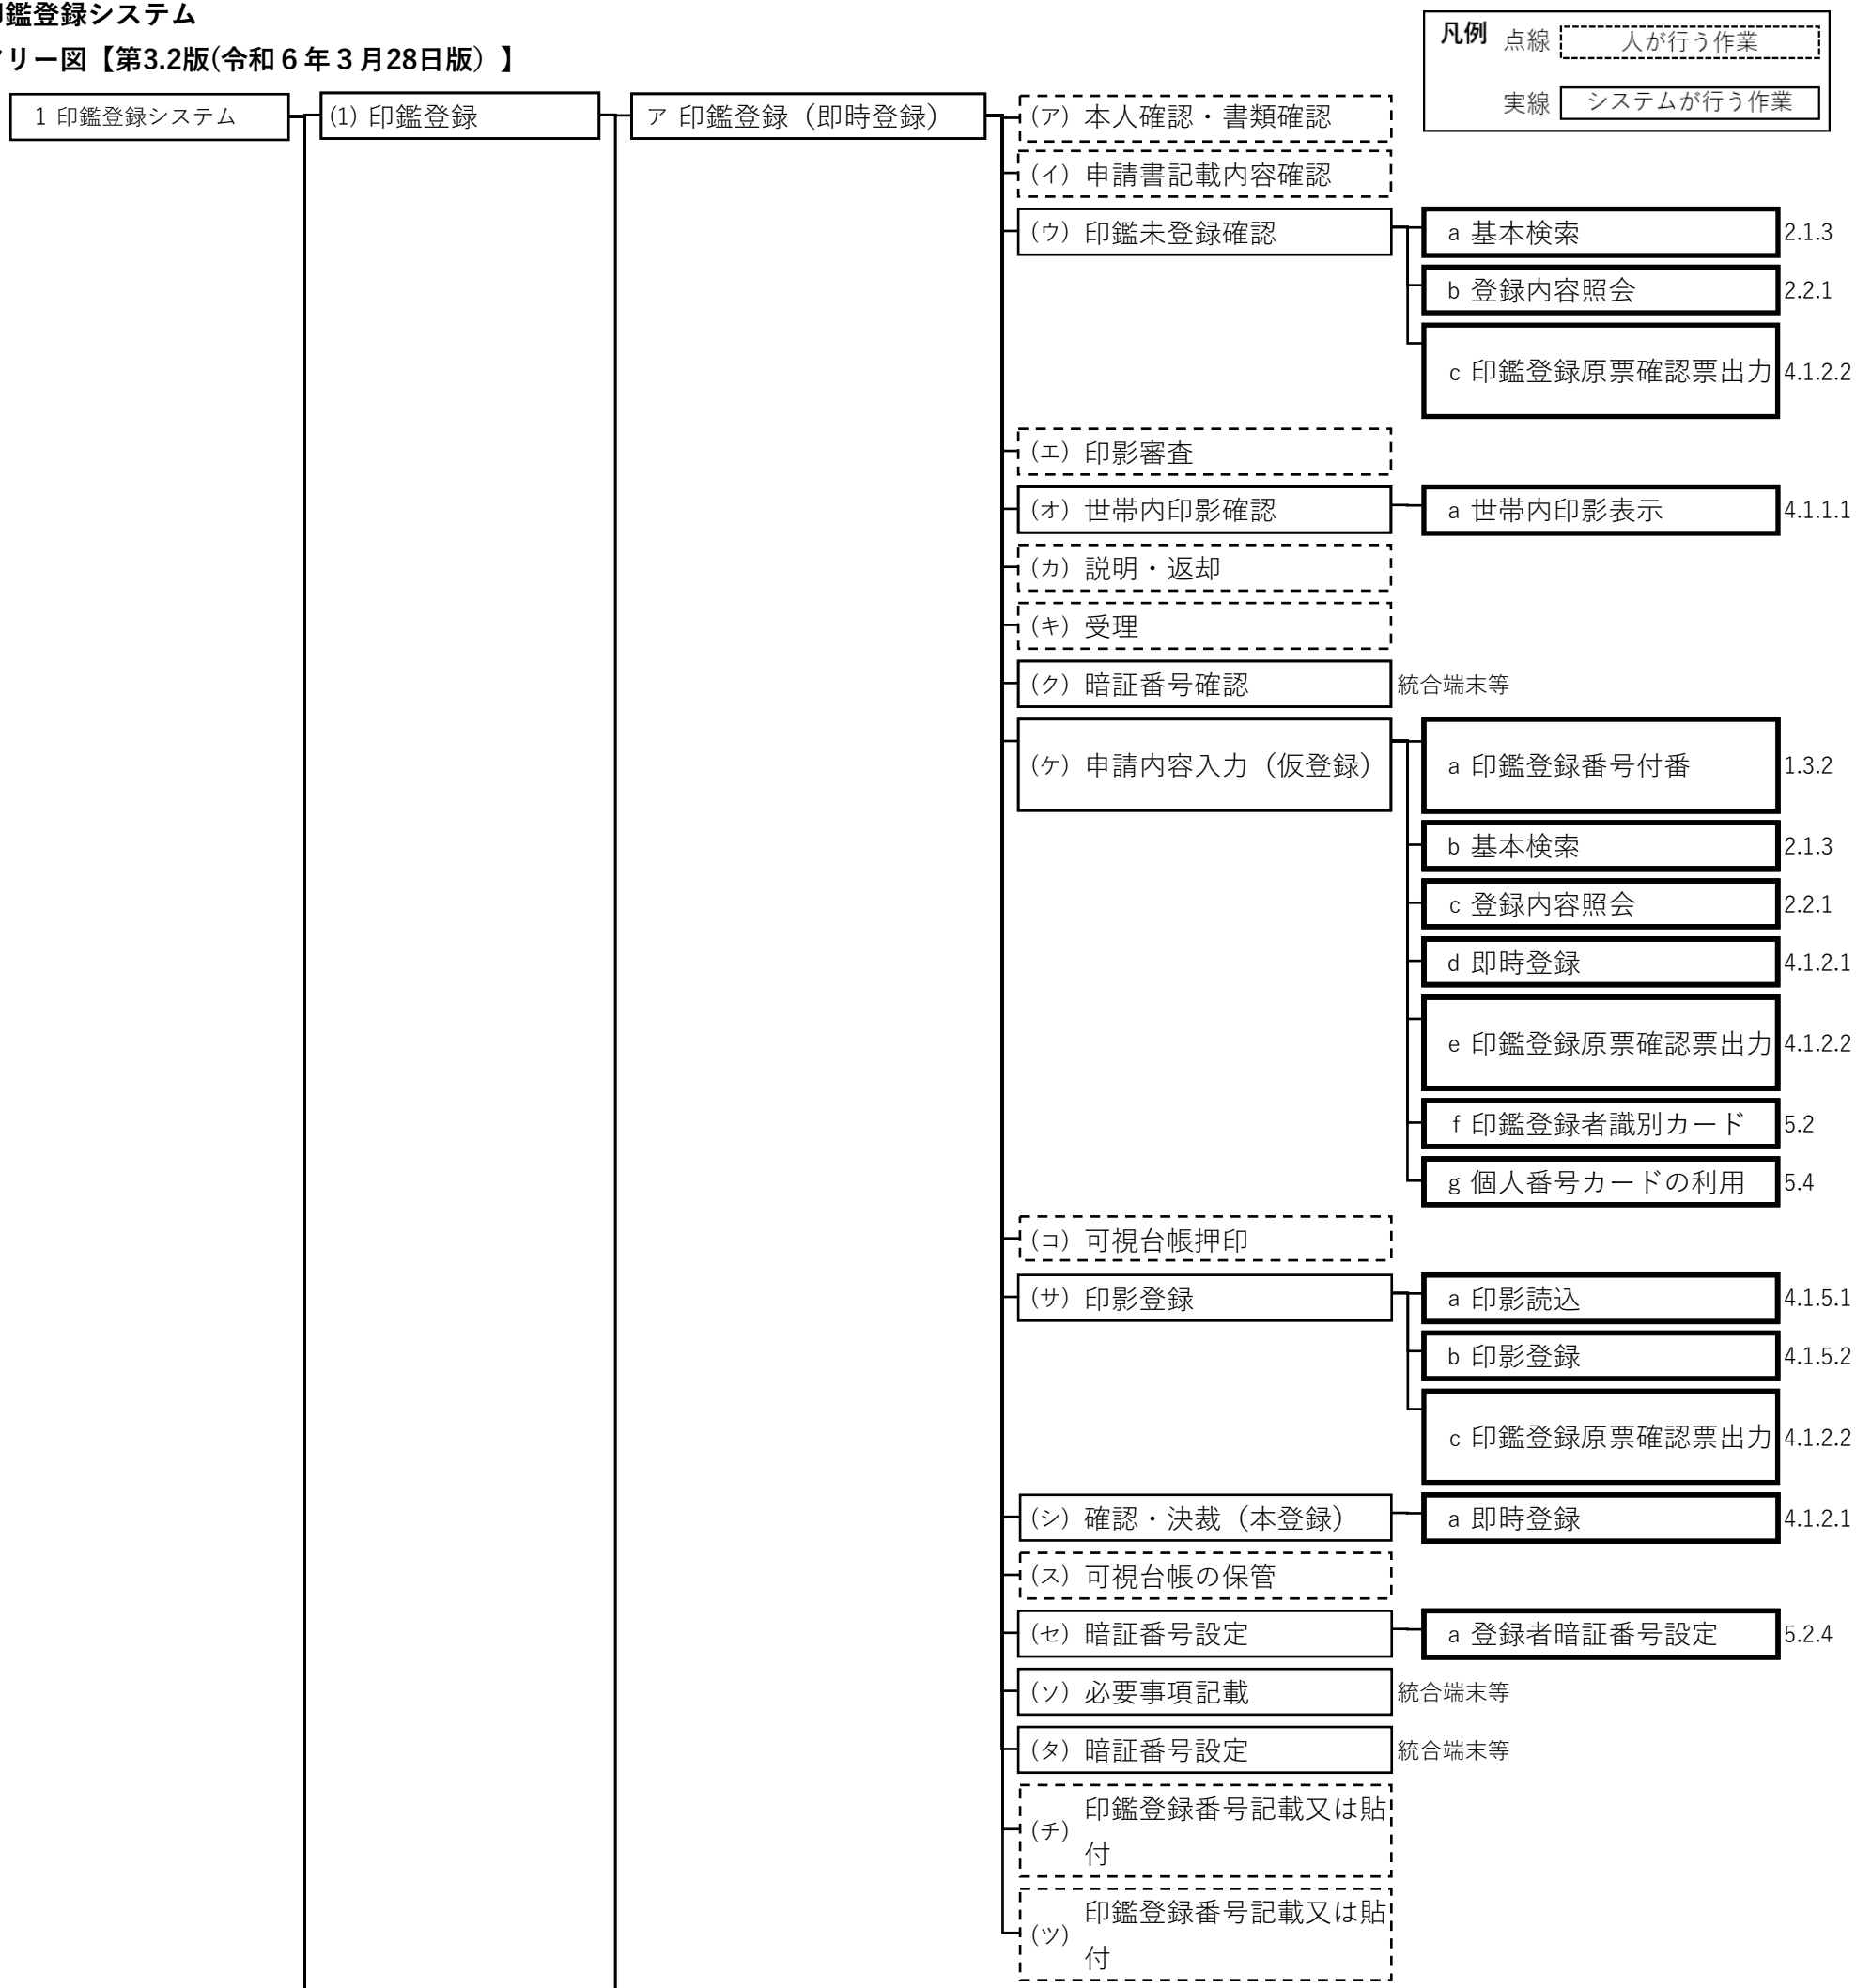 印鑑登録システム
ツリー図【第3.2版(令和６年３月28日版）】
凡例
点線 人が行う作業
実線 システムが行う作業
1 印鑑登録システム
(1) 印鑑登録
ア 印鑑登録（即時登録）
(ア) 本人確認・書類確認
(イ) 申請書記載内容確認
(ウ) 印鑑未登録確認
a 基本検索 2.1.3
b 登録内容照会 2.2.1
c 印鑑登録原票確認票出力 4.1.2.2
(エ) 印影審査
(オ) 世帯内印影確認
a 世帯内印影表示 4.1.1.1
(カ) 説明・返却
(キ) 受理
(ク) 暗証番号確認 統合端末等
(ケ) 申請内容入力（仮登録）
a 印鑑登録番号付番 1.3.2
b 基本検索 2.1.3
c 登録内容照会 2.2.1
d 即時登録 4.1.2.1
e 印鑑登録原票確認票出力 4.1.2.2
f 印鑑登録者識別カード 5.2
g 個人番号カードの利用 5.4
(コ) 可視台帳押印
(サ) 印影登録
a 印影読込 4.1.5.1
b 印影登録 4.1.5.2
c 印鑑登録原票確認票出力 4.1.2.2
(シ) 確認・決裁（本登録）
a 即時登録 4.1.2.1
(ス) 可視台帳の保管
(セ) 暗証番号設定
a 登録者暗証番号設定 5.2.4
(ソ) 必要事項記載 統合端末等
(タ) 暗証番号設定 統合端末等
(チ) 印鑑登録番号記載又は貼
付
(ツ) 印鑑登録番号記載又は貼
付